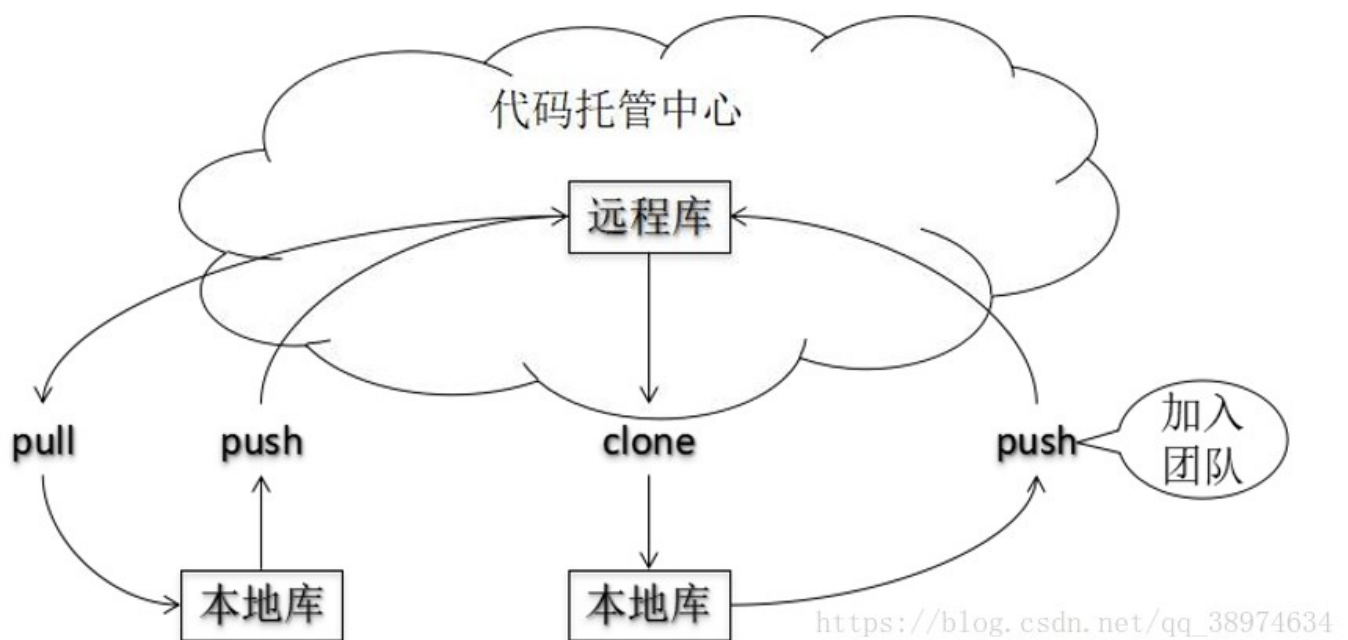 代码托管中心
远程库
pull
push
clone
push
加入
团队
本地库
本地库
https://blog.csdn.net/qq_38974634